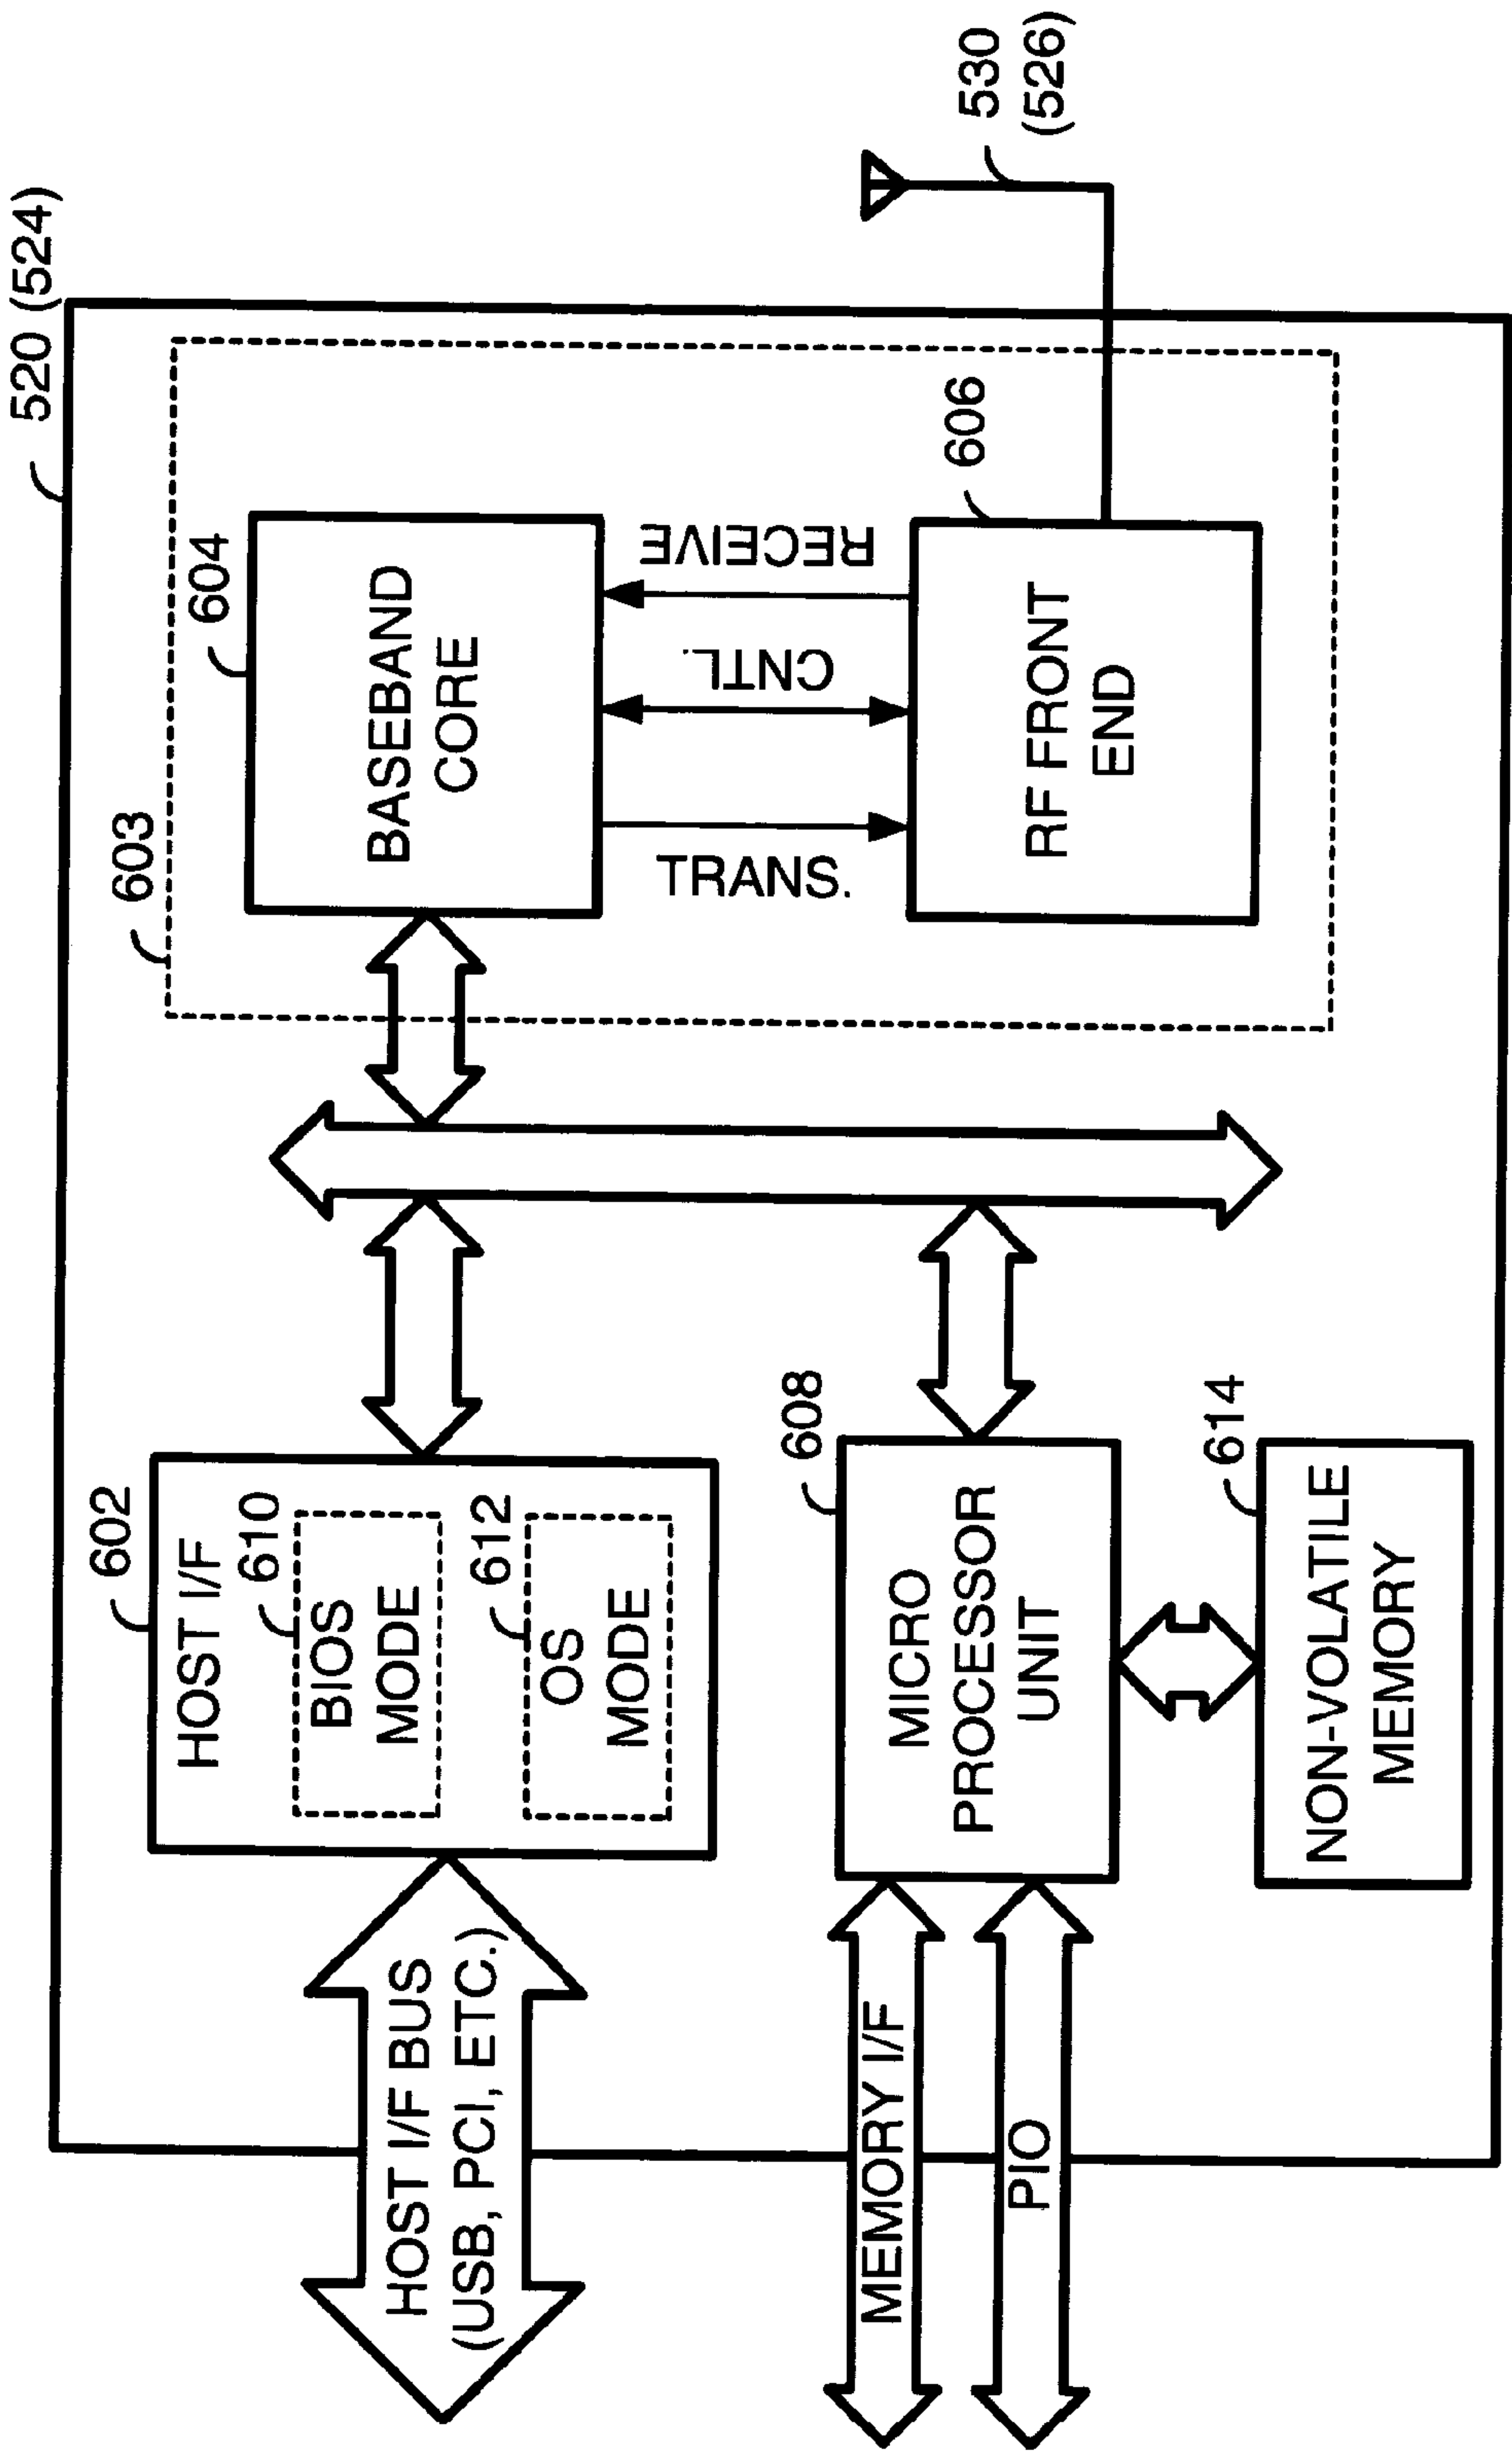 520 (524)
530
(526)
603
604
BASEBAND
CORE
TRANS.
CNTL.
RECEIVE
606
RF FRONT
END
602
HOST I/F
610
BIOS
MODE
612
OS
MODE
608
MICRO
PROCESSOR
UNIT
614
NON-VOLATILE
MEMORY
HOST I/F BUS
(USB, PCI, ETC.)
MEMORY I/F
PIO